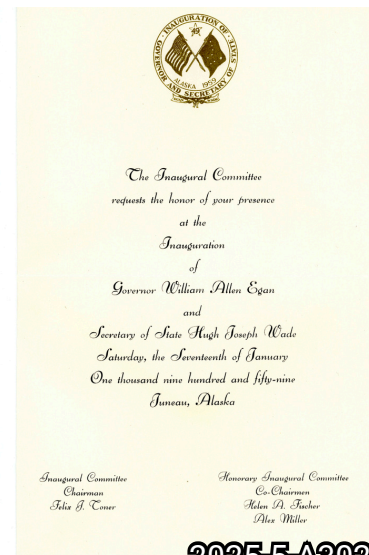 INAUGURATION OF
GOVERNOR AND SECRETARY OF STATE
49
ALASKA 1959
The Inaugural Committee
requests the honor of your presence
at the
Inauguration
of
Governor William Allen Egan
and
Secretary of State Hugh Joseph Wade
Saturday, the Seventeenth of January
One thousand nine hundred and fifty-nine
Juneau, Alaska
Inaugural Committee
Chairman
Felix J. Toner
Honorary Inaugural Committee
Co-Chairmen
Helen A. Fischer
Alex Miller